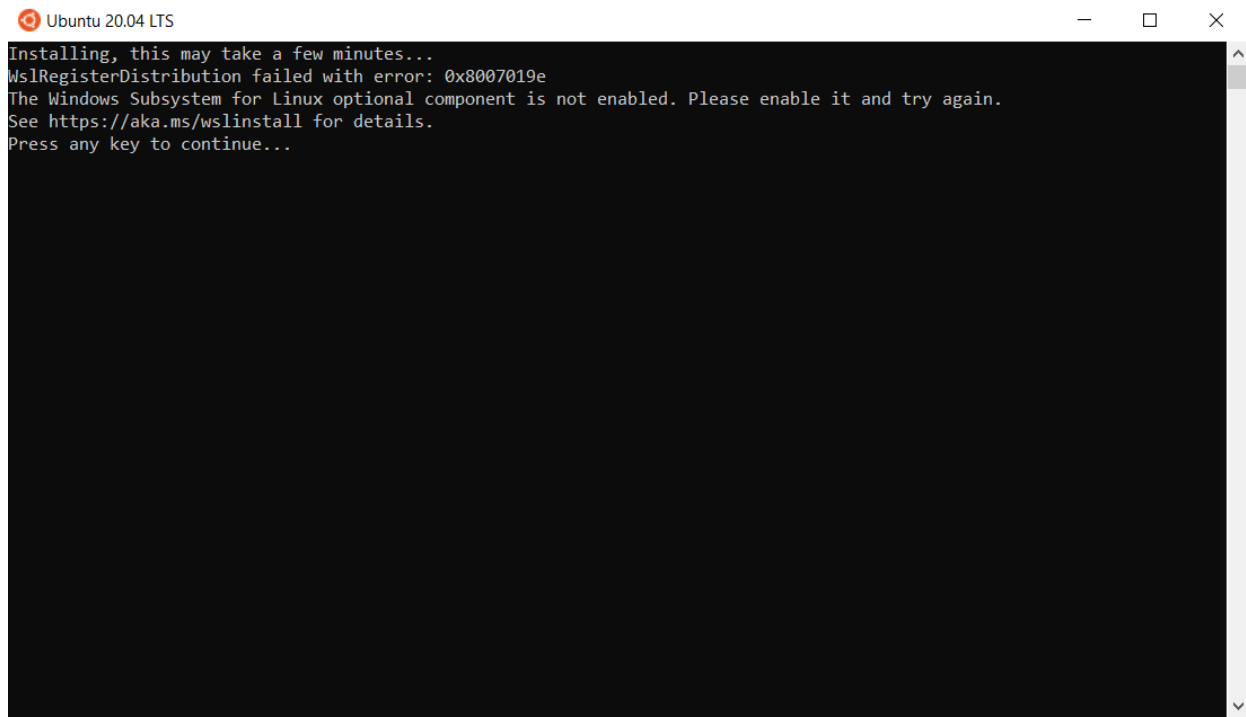 Ubuntu 20.04 LTS
Installing, this may take a few minutes...
WslRegisterDistribution failed with error: 0x8007019e
The Windows Subsystem for Linux optional component is not enabled. Please enable it and try again.
See https://aka.ms/wslinstall for details.
Press any key to continue...